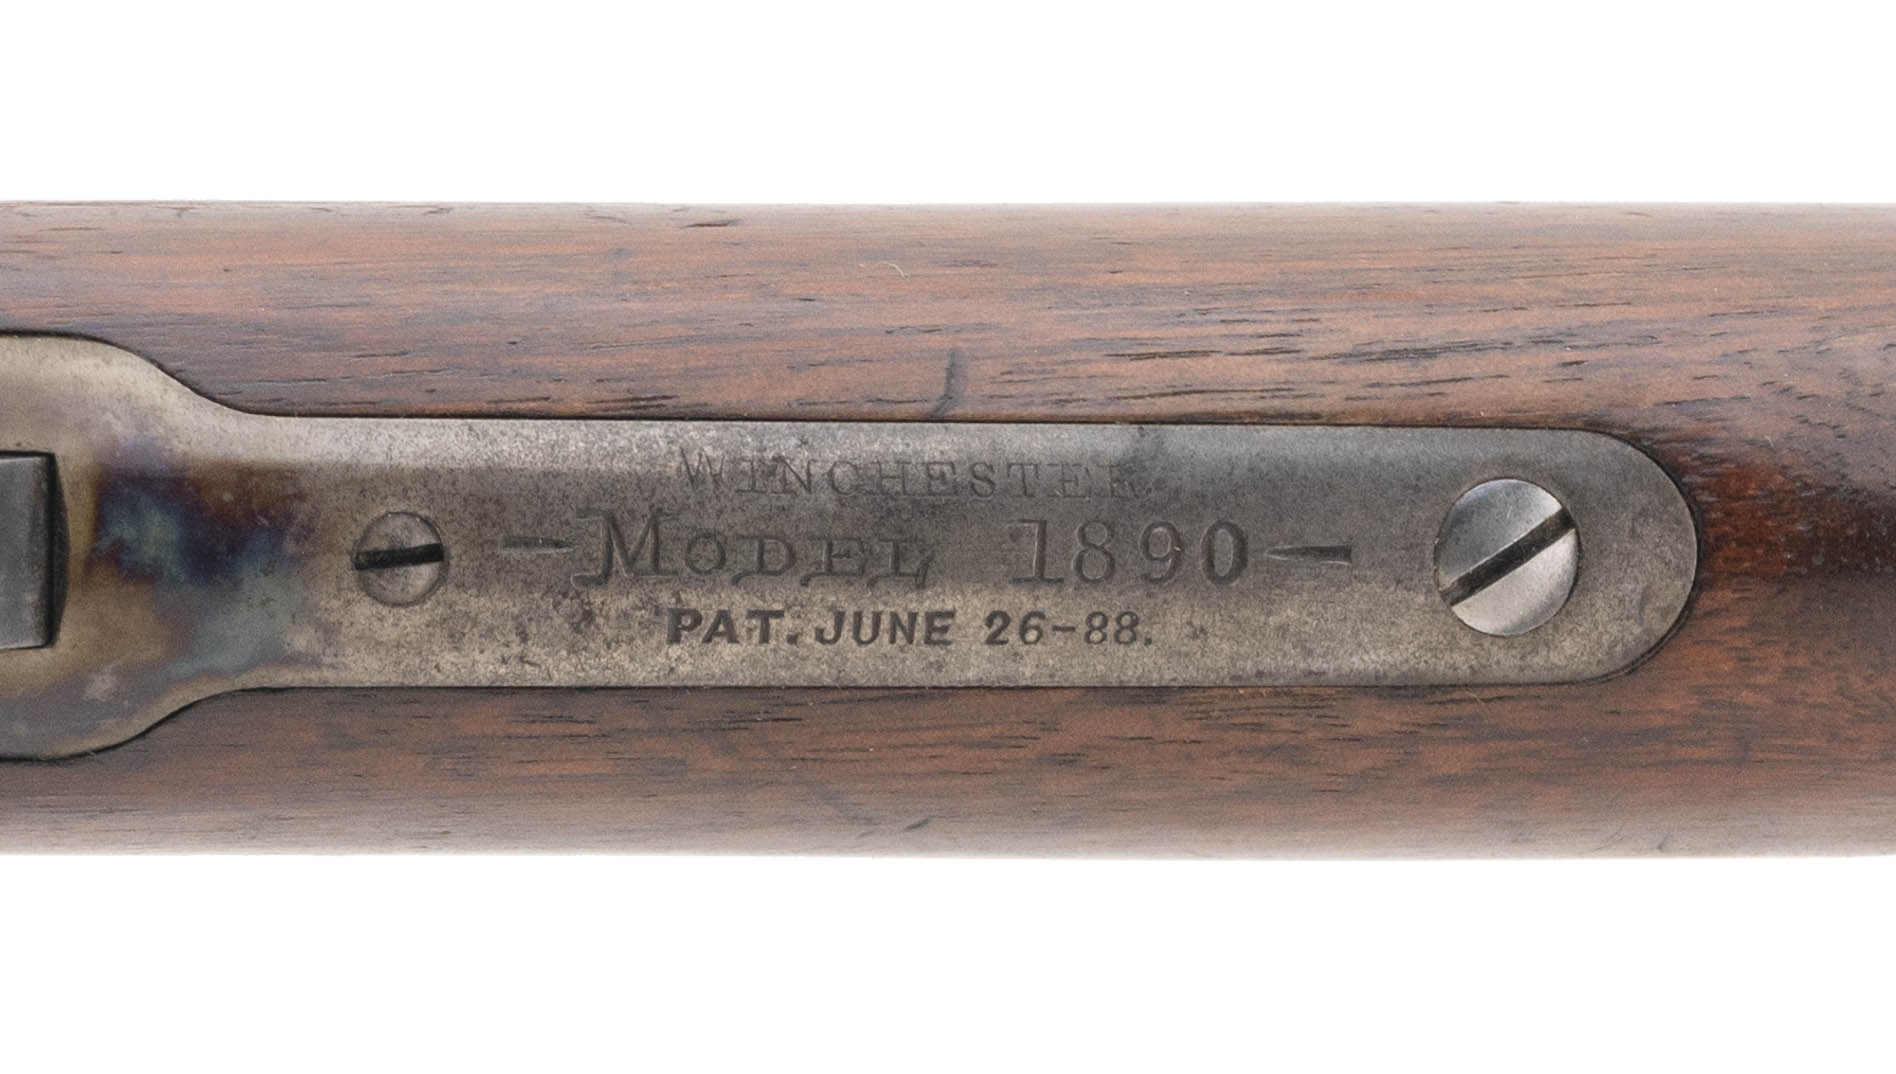 WINCHESTER
MODEL 1890
PAT. JUNE 26-88.